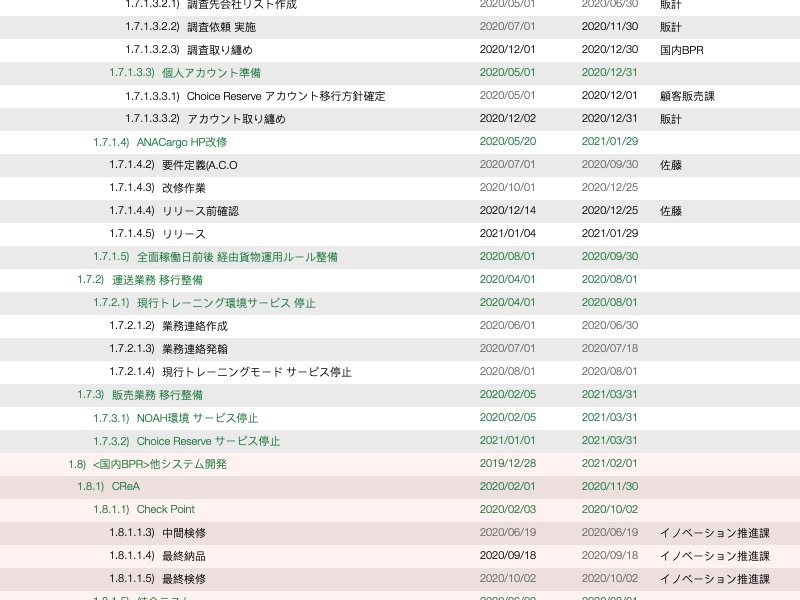 1.7.1.3.2.1) 調査先会社リスト作成 2020/05/01 2020/06/30 販計
1.7.1.3.2.2) 調査依頼 実施 2020/07/01 2020/11/30 販計
1.7.1.3.2.3) 調査取り纏め 2020/12/01 2020/12/30 国内BPR
1.7.1.3.3) 個人アカウント準備 2020/05/01 2020/12/31
1.7.1.3.3.1) Choice Reserve アカウント移行方針確定 2020/05/01 2020/12/01 顧客販売課
1.7.1.3.3.2) アカウント取り纏め 2020/12/02 2020/12/31 販計
1.7.1.4) ANACargo HP改修 2020/05/20 2021/01/29
1.7.1.4.2) 要件定義(A.C.O 2020/07/01 2020/09/30 佐藤
1.7.1.4.3) 改修作業 2020/10/01 2020/12/25
1.7.1.4.4) リリース前確認 2020/12/14 2020/12/25 佐藤
1.7.1.4.5) リリース 2021/01/04 2021/01/29
1.7.1.5) 全面稼働日前後 経由貨物運用ルール整備 2020/08/01 2020/09/30
1.7.2) 運送業務 移行整備 2020/04/01 2020/08/01
1.7.2.1) 現行トレーニング環境サービス 停止 2020/04/01 2020/08/01
1.7.2.1.2) 業務連絡作成 2020/06/01 2020/06/30
1.7.2.1.3) 業務連絡発翰 2020/07/01 2020/07/18
1.7.2.1.4) 現行トレーニングモード サービス停止 2020/08/01 2020/08/01
1.7.3) 販売業務 移行整備 2020/02/05 2021/03/31
1.7.3.1) NOAH環境 サービス停止 2020/02/05 2021/03/31
1.7.3.2) Choice Reserve サービス停止 2021/01/01 2021/03/31
1.8) <国内BPR>他システム開発 2019/12/28 2021/02/01
1.8.1) CReA 2020/02/01 2020/11/30
1.8.1.1) Check Point 2020/02/03 2020/10/02
1.8.1.1.3) 中間検修 2020/06/19 2020/06/19 イノベーション推進課
1.8.1.1.4) 最終納品 2020/09/18 2020/09/18 イノベーション推進課
1.8.1.1.5) 最終検修 2020/10/02 2020/10/02 イノベーション推進課